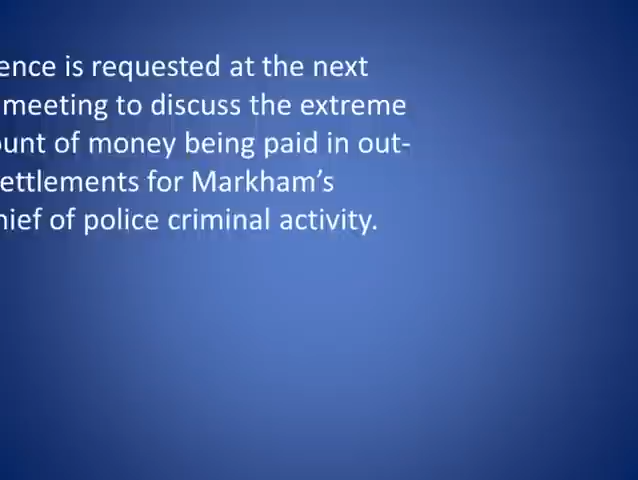 ence is requested at the next
meeting to discuss the extreme
ount of money being paid in out-
ettlements for Markham's
hief of police criminal activity.